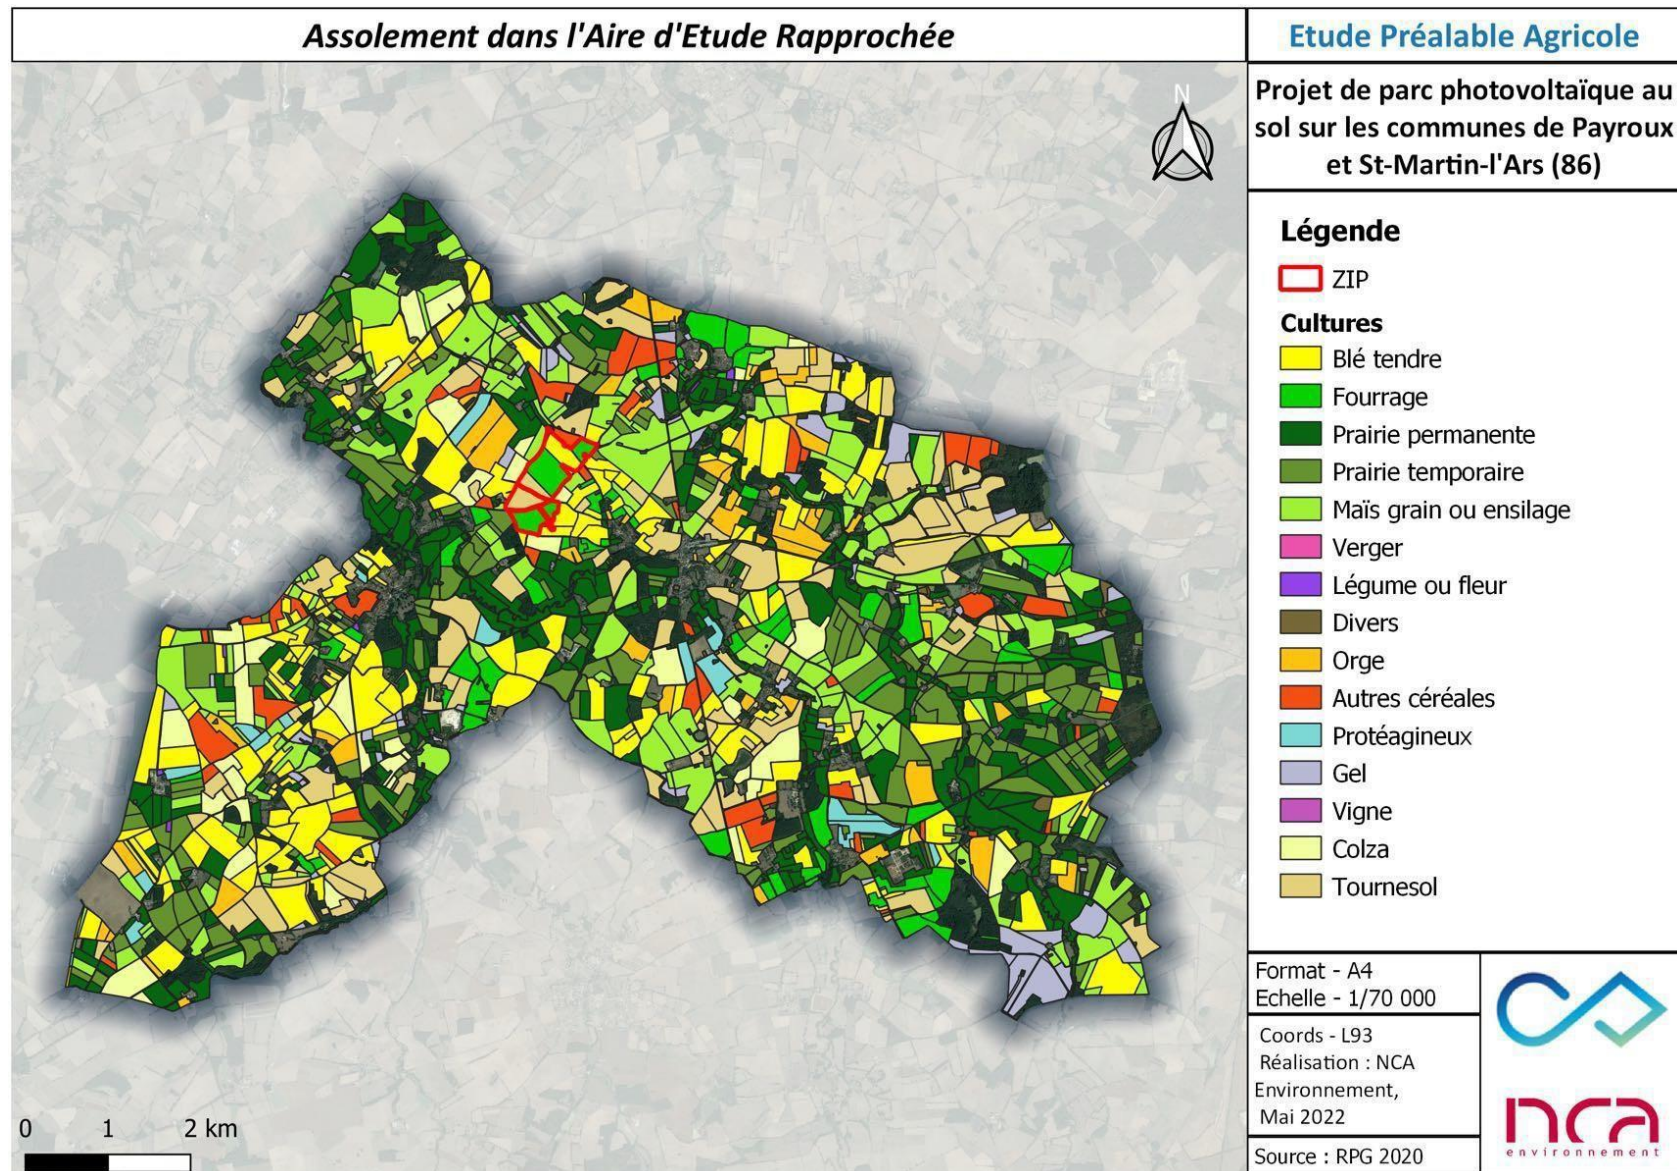 Assolement dans l'Aire d'Etude Rapprochée
Etude Préalable Agricole
Projet de parc photovoltaïque au
sol sur les communes de Payroux
et St-Martin-l'Ars (86)
N
Légende
ZIP
Cultures
Blé tendre
Fourrage
Prairie permanente
Prairie temporaire
Maïs grain ou ensilage
Verger
Légume ou fleur
Divers
Orge
Autres céréales
Protéagineux
Gel
Vigne
Colza
Tournesol
Format - A4
Echelle - 1/70 000
Coords - L93
Réalisation : NCA
Environnement,
Mai 2022
Source : RPG 2020
nca
environnement
0 1 2 km